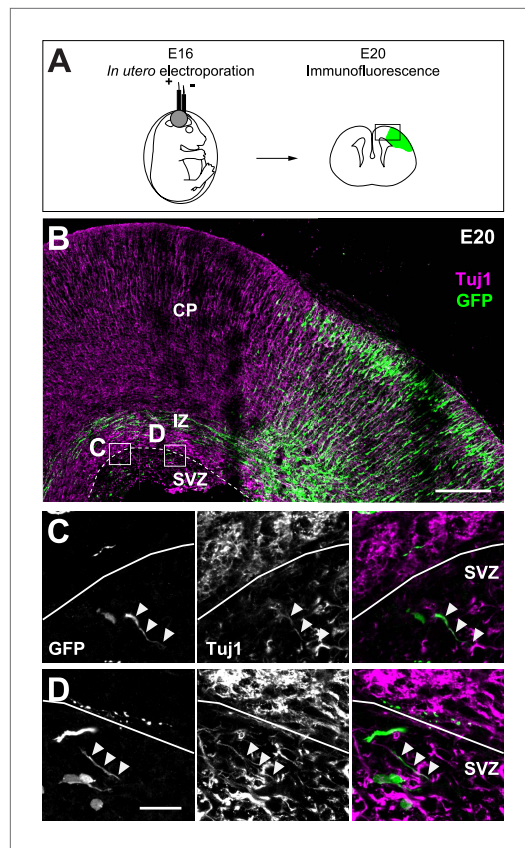 A
E16
In utero electroporation
+ -
E20
Immunofluorescence
B
E20
Tuj1
GFP
CP
IZ
C
D
SVZ
C
GFP
Tuj1
SVZ
D
SVZ